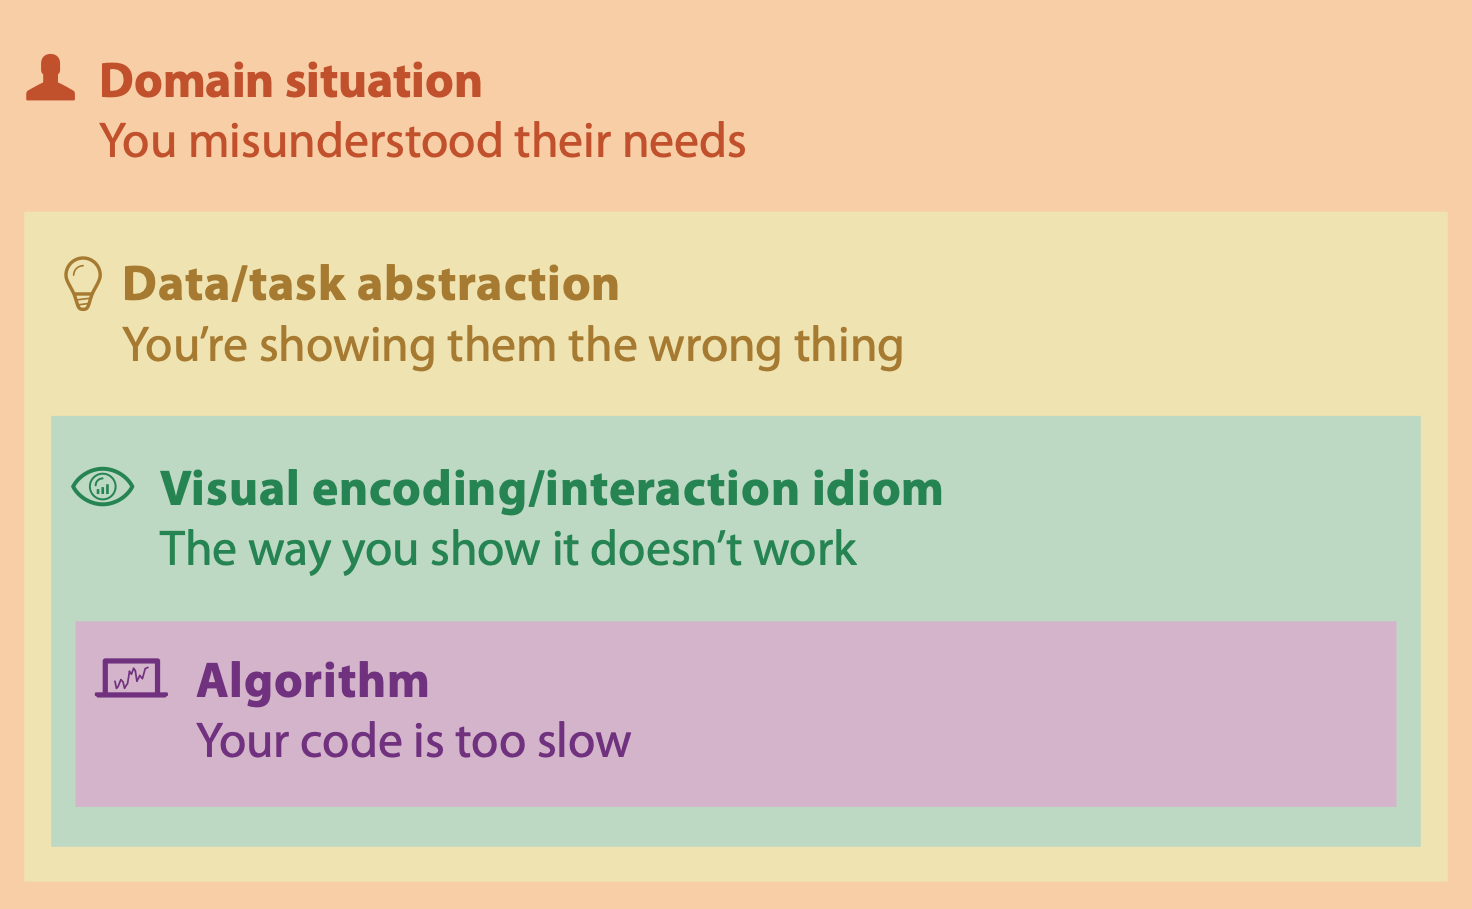 Domain situation
You misunderstood their needs
Data/task abstraction
You’re showing them the wrong thing
Visual encoding/interaction idiom
The way you show it doesn’t work
Algorithm
Your code is too slow